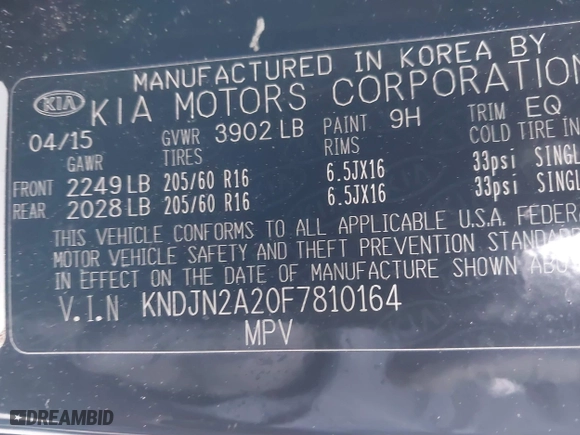 MANUFACTURED IN KOREA BY
KIA KIA MOTORS CORPORATION
04/15 GVWR 3902 LB PAINT 9H TRIM EQ
GAWR TIRES RIMS COLD TIRE IN
FRONT 2249 LB 205/60 R16 6.5JX16 33psi SINGL
REAR 2028 LB 205/60 R16 6.5JX16 33psi SINGL
THIS VEHICLE CONFORMS TO ALL APPLICABLE U.S.A. FEDER
MOTOR VEHICLE SAFETY AND THEFT PREVENTION STANDAR
IN EFFECT ON THE DATE OF MANUFACTURE SHOWN ABO
V.I.N KNDJN2A20F7810164
MPV
DREAMBID